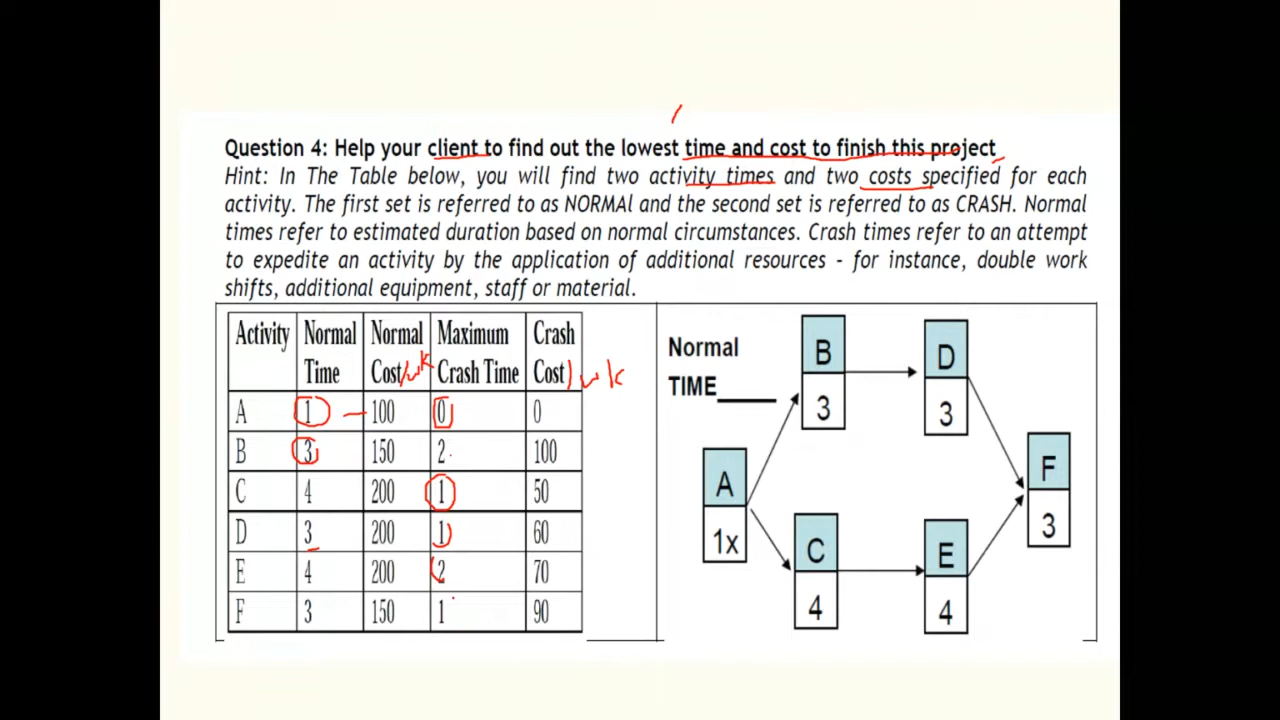 Question 4: Help your client to find out the lowest time and cost to finish this project
Hint: In The Table below, you will find two activity times and two costs specified for each
activity. The first set is referred to as NORMAl and the second set is referred to as CRASH. Normal
times refer to estimated duration based on normal circumstances. Crash times refer to an attempt
to expedite an activity by the application of additional resources - for instance, double work
shifts, additional equipment, staff or material.
Activity Normal Time Normal Cost/wk Maximum Crash Time Crash Cost/wk
A 1 100 0 0
B 3 150 2 100
C 4 200 1 50
D 3 200 1 60
E 4 200 2 70
F 3 150 1 90
Normal
TIME____
B
3
D
3
A
1x
C
4
E
4
F
3